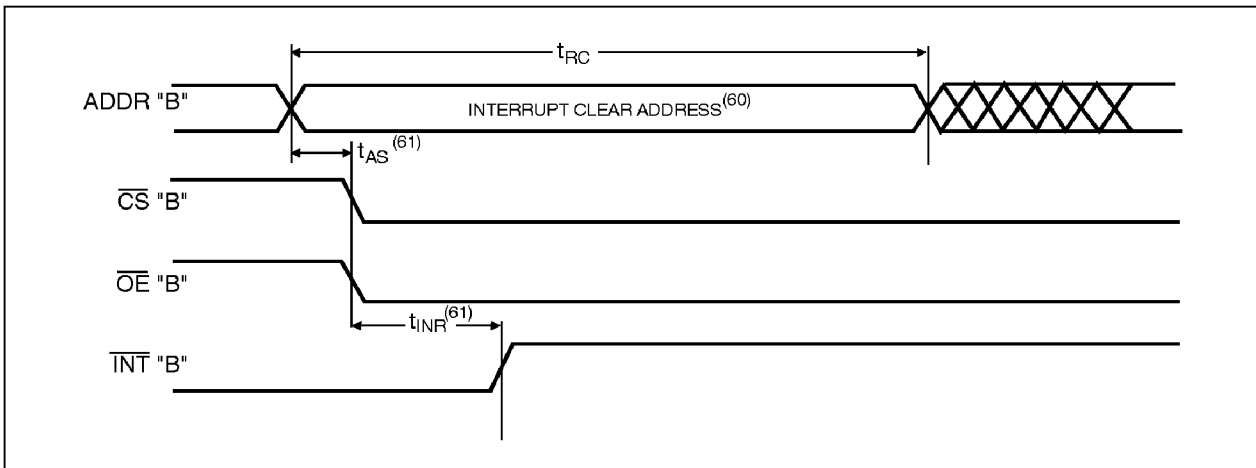 tRC
ADDR "B"
INTERRUPT CLEAR ADDRESS(60)
tAS(61)
CS "B"
OE "B"
tINR(61)
INT "B"